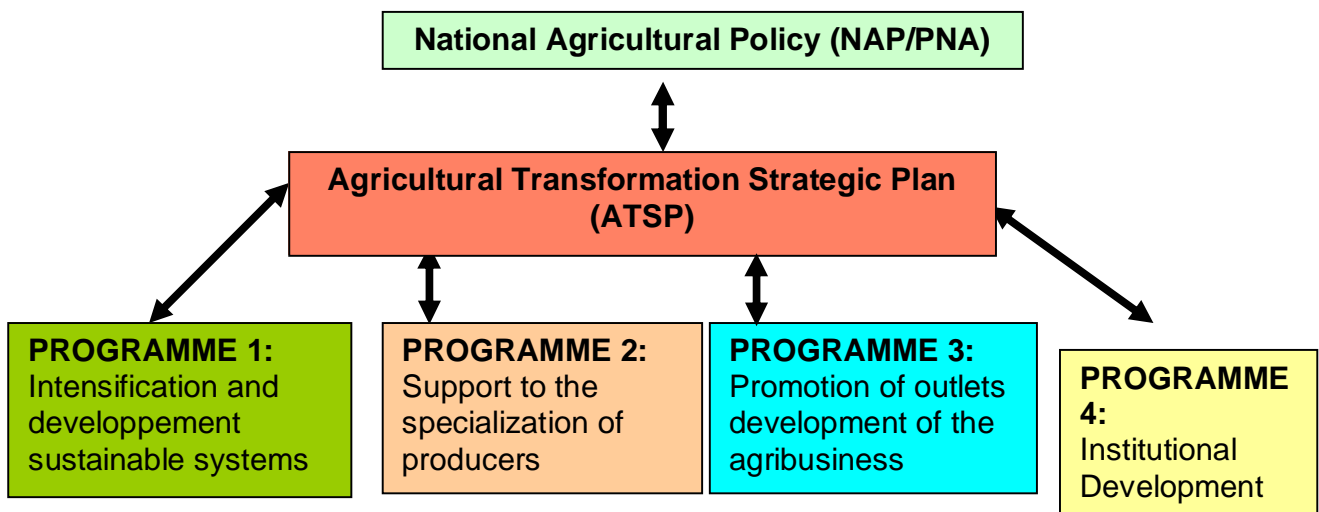 National Agricultural Policy (NAP/PNA)
Agricultural Transformation Strategic Plan
(ATSP)
PROGRAMME 1:
Intensification and
developpement
sustainable systems
PROGRAMME 2:
Support to the
specialization of
producers
PROGRAMME 3:
Promotion of outlets
development of the
agribusiness
PROGRAMME
4:
Institutional
Development